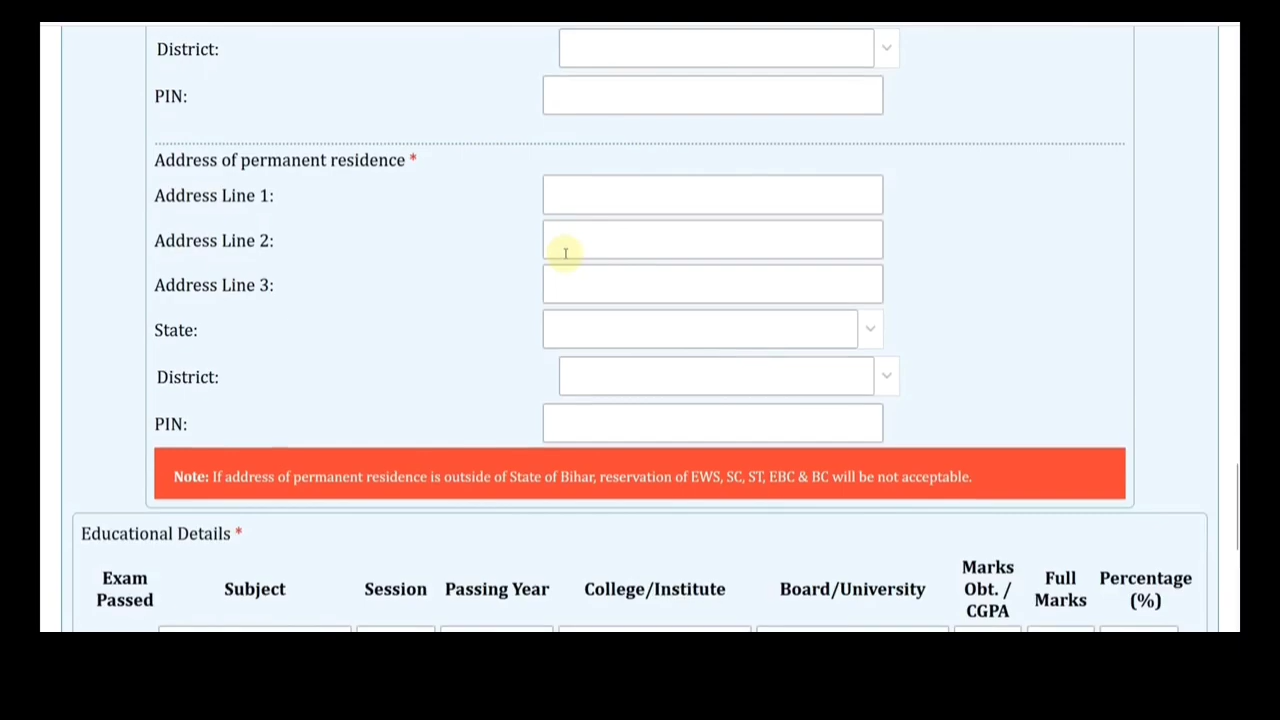 District:
PIN:
Address of permanent residence *
Address Line 1:
Address Line 2:
Address Line 3:
State:
District:
PIN:
Note: If address of permanent residence is outside of State of Bihar, reservation of EWS, SC, ST, EBC & BC will be not acceptable.
Educational Details *
Exam Passed Subject Session Passing Year College/Institute Board/University Marks Obt. / CGPA Full Marks Percentage (%)